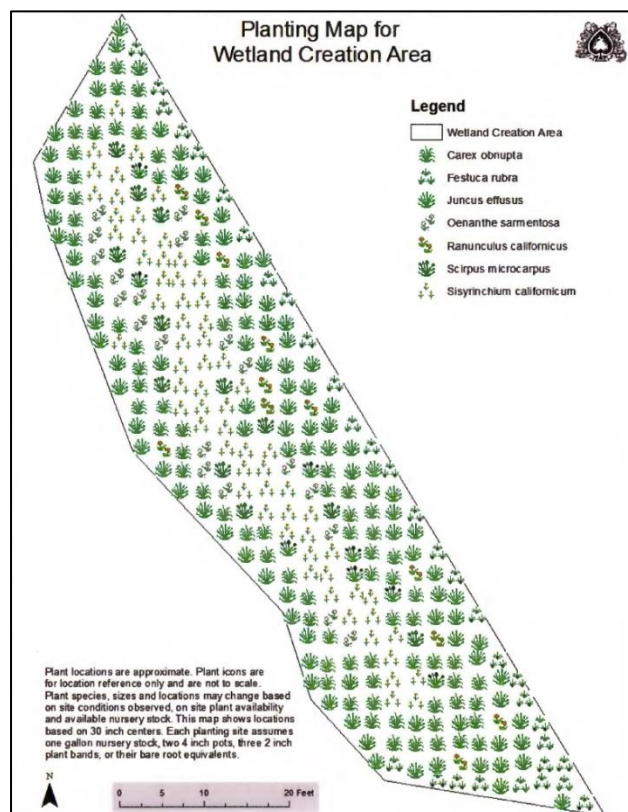 Planting Map for
Wetland Creation Area
Legend
Wetland Creation Area
Carex obnupta
Festuca rubra
Juncus effusus
Oenanthe sarmentosa
Ranunculus californicus
Scirpus microcarpus
Sisyrinchium californicum
Plant locations are approximate. Plant icons are
for location reference only and are not to scale.
Plant species, sizes and locations may change based
on site conditions observed, on site plant availability
and available nursery stock. This map shows locations
based on 30 inch centers. Each planting site assumes
one gallon nursery stock, two 4 inch pots, three 2 inch
plant bands, or their bare root equivalents.
N
0 5 10 20 Feet